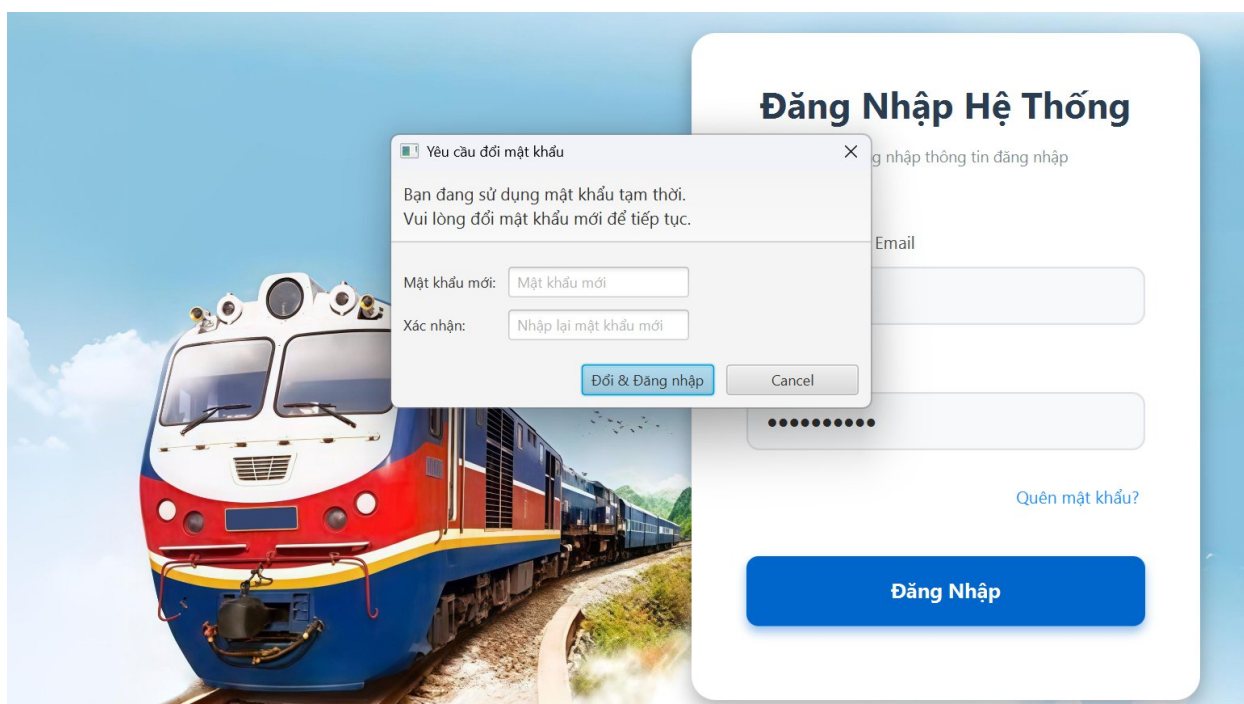 Đăng Nhập Hệ Thống
nhập thông tin đăng nhập
Email
Yêu cầu đổi mật khẩu
Bạn đang sử dụng mật khẩu tạm thời.
Vui lòng đổi mật khẩu mới để tiếp tục.
Mật khẩu mới: Mật khẩu mới
Xác nhận: Nhập lại mật khẩu mới
Đổi & Đăng nhập Cancel
••••••••••
Quên mật khẩu?
Đăng Nhập